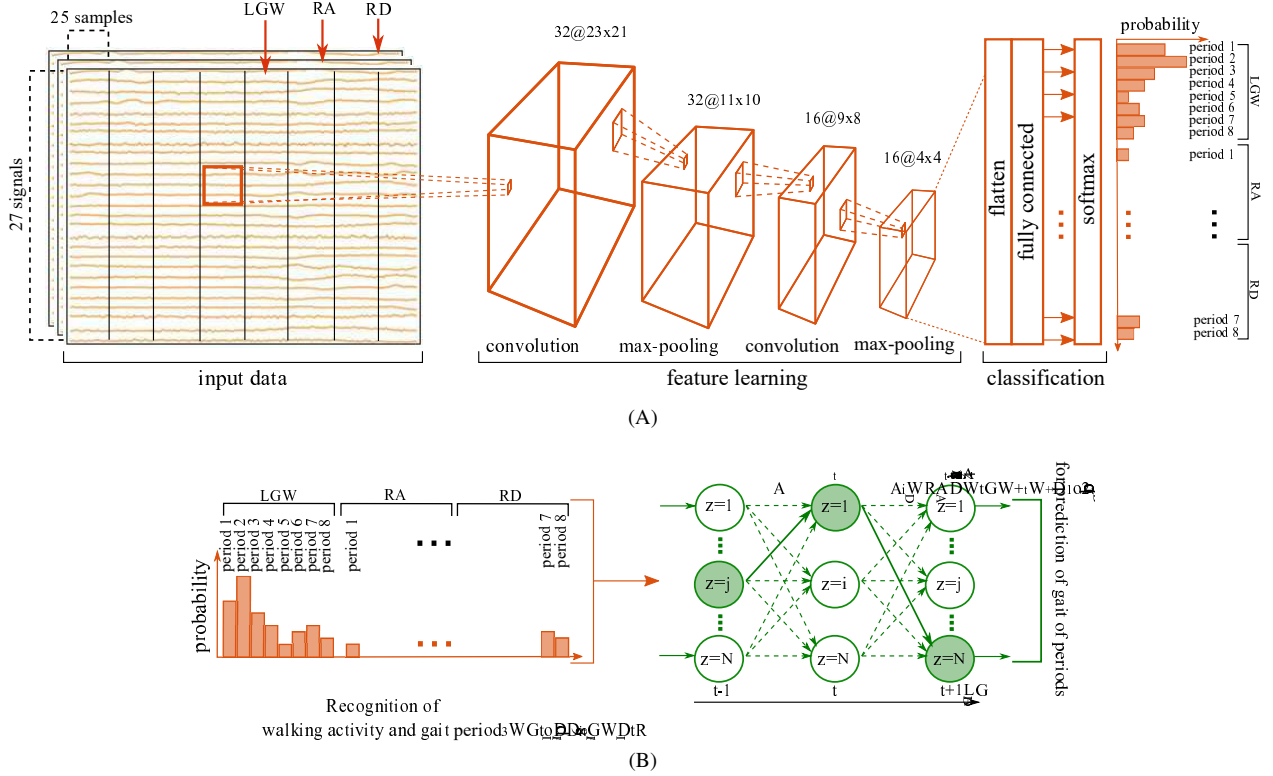 25 samples
LGW
RA
RD
27 signals
input data
32@23x21
32@11x10
16@9x8
16@4x4
convolution
max-pooling
convolution
max-pooling
feature learning
flatten
fully connected
softmax
classification
probability
period 1
period 2
period 3
period 4
period 5
period 6
period 7
period 8
LGW
period 1
RA
RD
period 7
period 8
(A)
LGW
RA
RD
period 1
period 2
period 3
period 4
period 5
period 6
period 7
period 8
period 1
period 7
period 8
probability
Recognition of
walking activity and gait period
A
t
z=1
z=1
z=1
z=j
z=i
z=j
z=N
z=N
z=N
t-1
t
t+1LG
for prediction of gait of periods
(B)